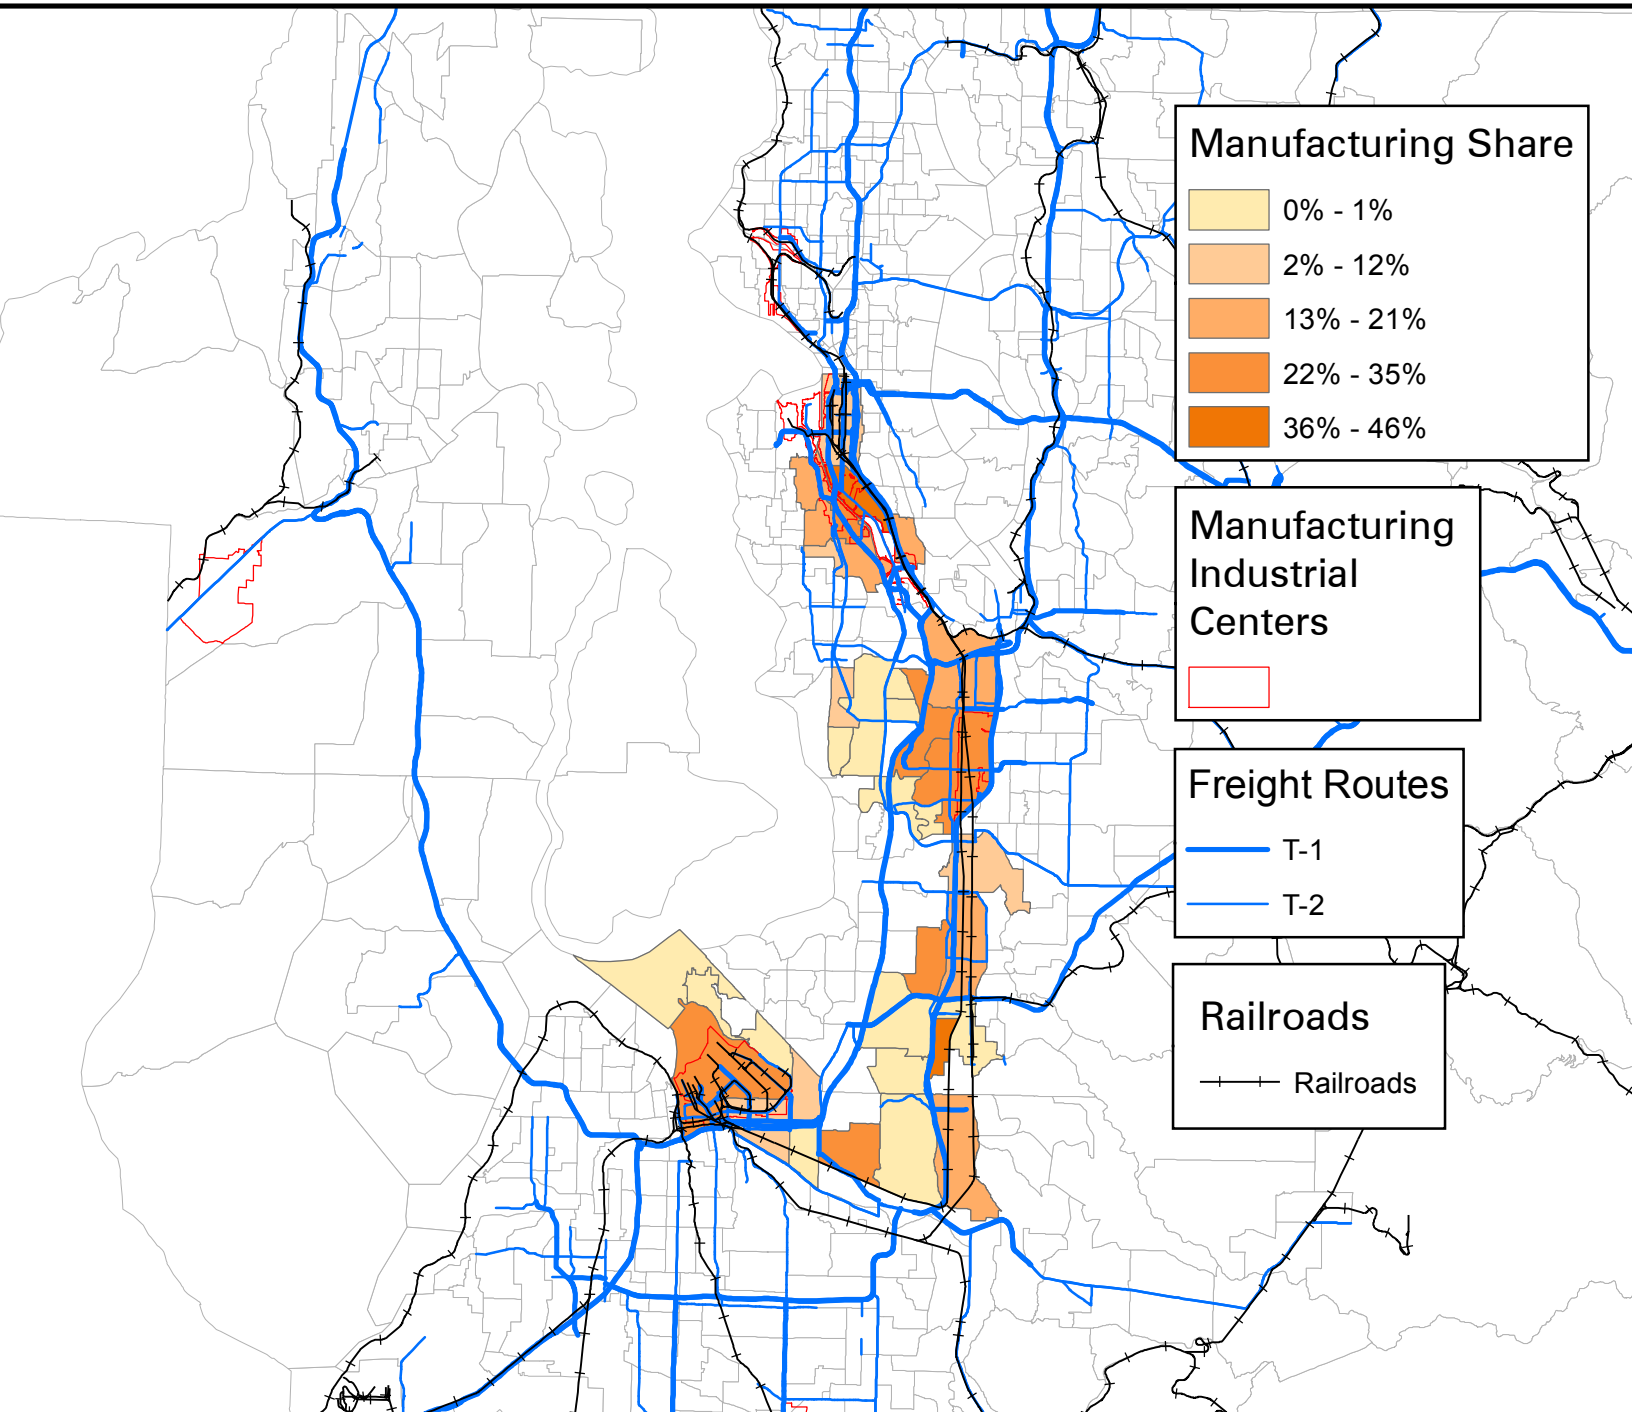 Manufacturing Share
0% - 1%
2% - 12%
13% - 21%
22% - 35%
36% - 46%
Manufacturing
Industrial
Centers
Freight Routes
T-1
T-2
Railroads
Railroads